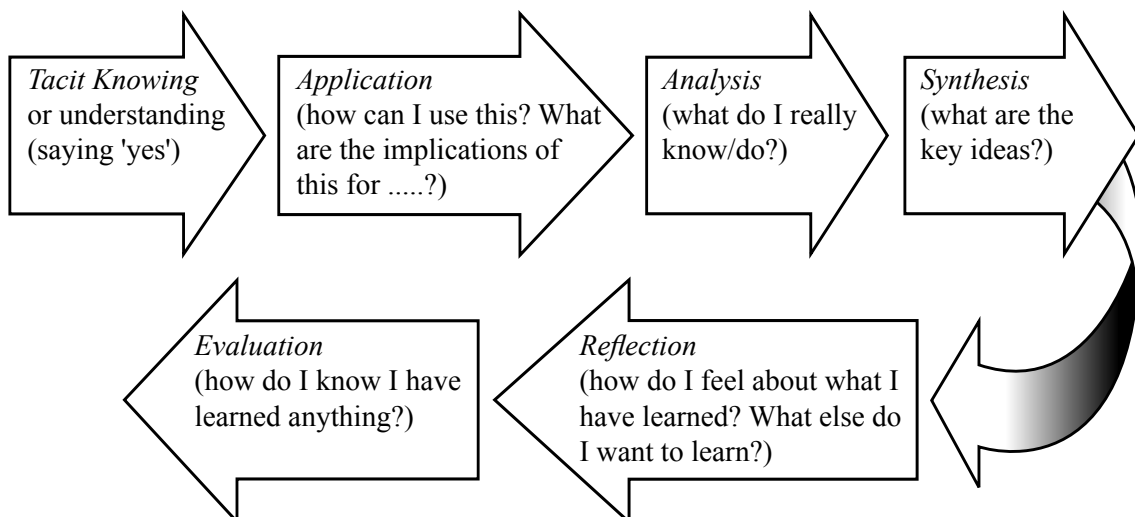 Tacit Knowing
or understanding
(saying 'yes')
Application
(how can I use this? What
are the implications of
this for .....?)
Analysis
(what do I really
know/do?)
Synthesis
(what are the
key ideas?)
Reflection
(how do I feel about what I
have learned? What else do
I want to learn?)
Evaluation
(how do I know I have
learned anything?)